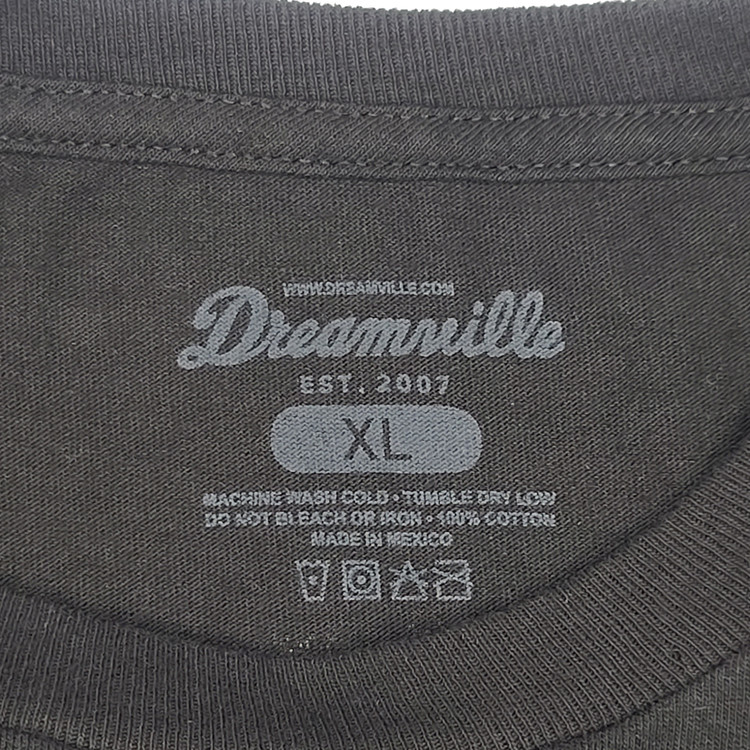 WWW.DREAMVILLE.COM
Dreamville
EST. 2007
XL
MACHINE WASH COLD • TUMBLE DRY LOW
DO NOT BLEACH OR IRON • 100% COTTON
MADE IN MEXICO